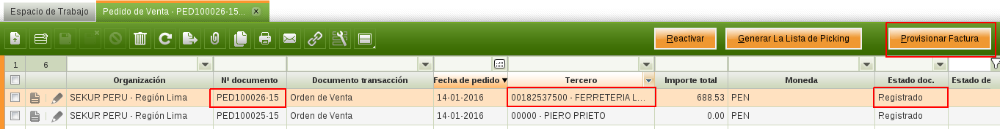 Espacio de Trabajo
Pedido de Venta - PED100026-15...
Reactivar
Generar La Lista de Picking
Provisionar Factura
1
6
Organización
Nº documento
Documento transacción
Fecha de pedido
Tercero
Importe total
Moneda
Estado doc.
Estado de
SEKUR PERU - Región Lima
PED100026-15
Orden de Venta
14-01-2016
00182537500 - FERRETERIA L...
688.53
PEN
Registrado
SEKUR PERU - Región Lima
PED100025-15
Orden de Venta
14-01-2016
00000 - PIERO PRIETO
0.00
PEN
Registrado